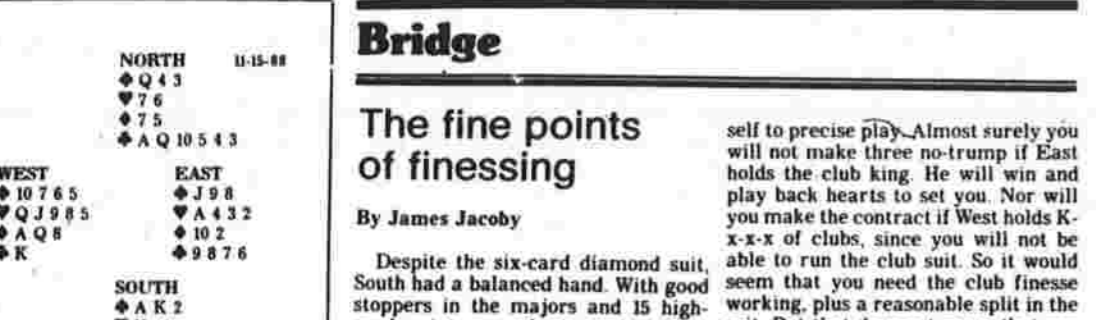 NORTH 11-15-88
♠ Q 4 3
♥ 7 6
♦ 7 5
♣ A Q 10 5 4 3
WEST EAST
♠ 10 7 6 5 ♠ J 9 8
♥ Q J 9 8 5 ♥ A 4 3 2
♦ A Q 8 ♦ 10 2
♣ K ♣ 9 8 7 6
SOUTH
♠ A K 2
Bridge
The fine points
of finessing
By James Jacoby
Despite the six-card diamond suit,
South had a balanced hand. With good
stoppers in the majors and 15 high-
self to precise play. Almost surely you
will not make three no-trump if East
holds the club king. He will win and
play back hearts to set you. Nor will
you make the contract if West holds K-
x-x-x of clubs, since you will not be
able to run the club suit. So it would
seem that you need the club finesse
working, plus a reasonable split in the